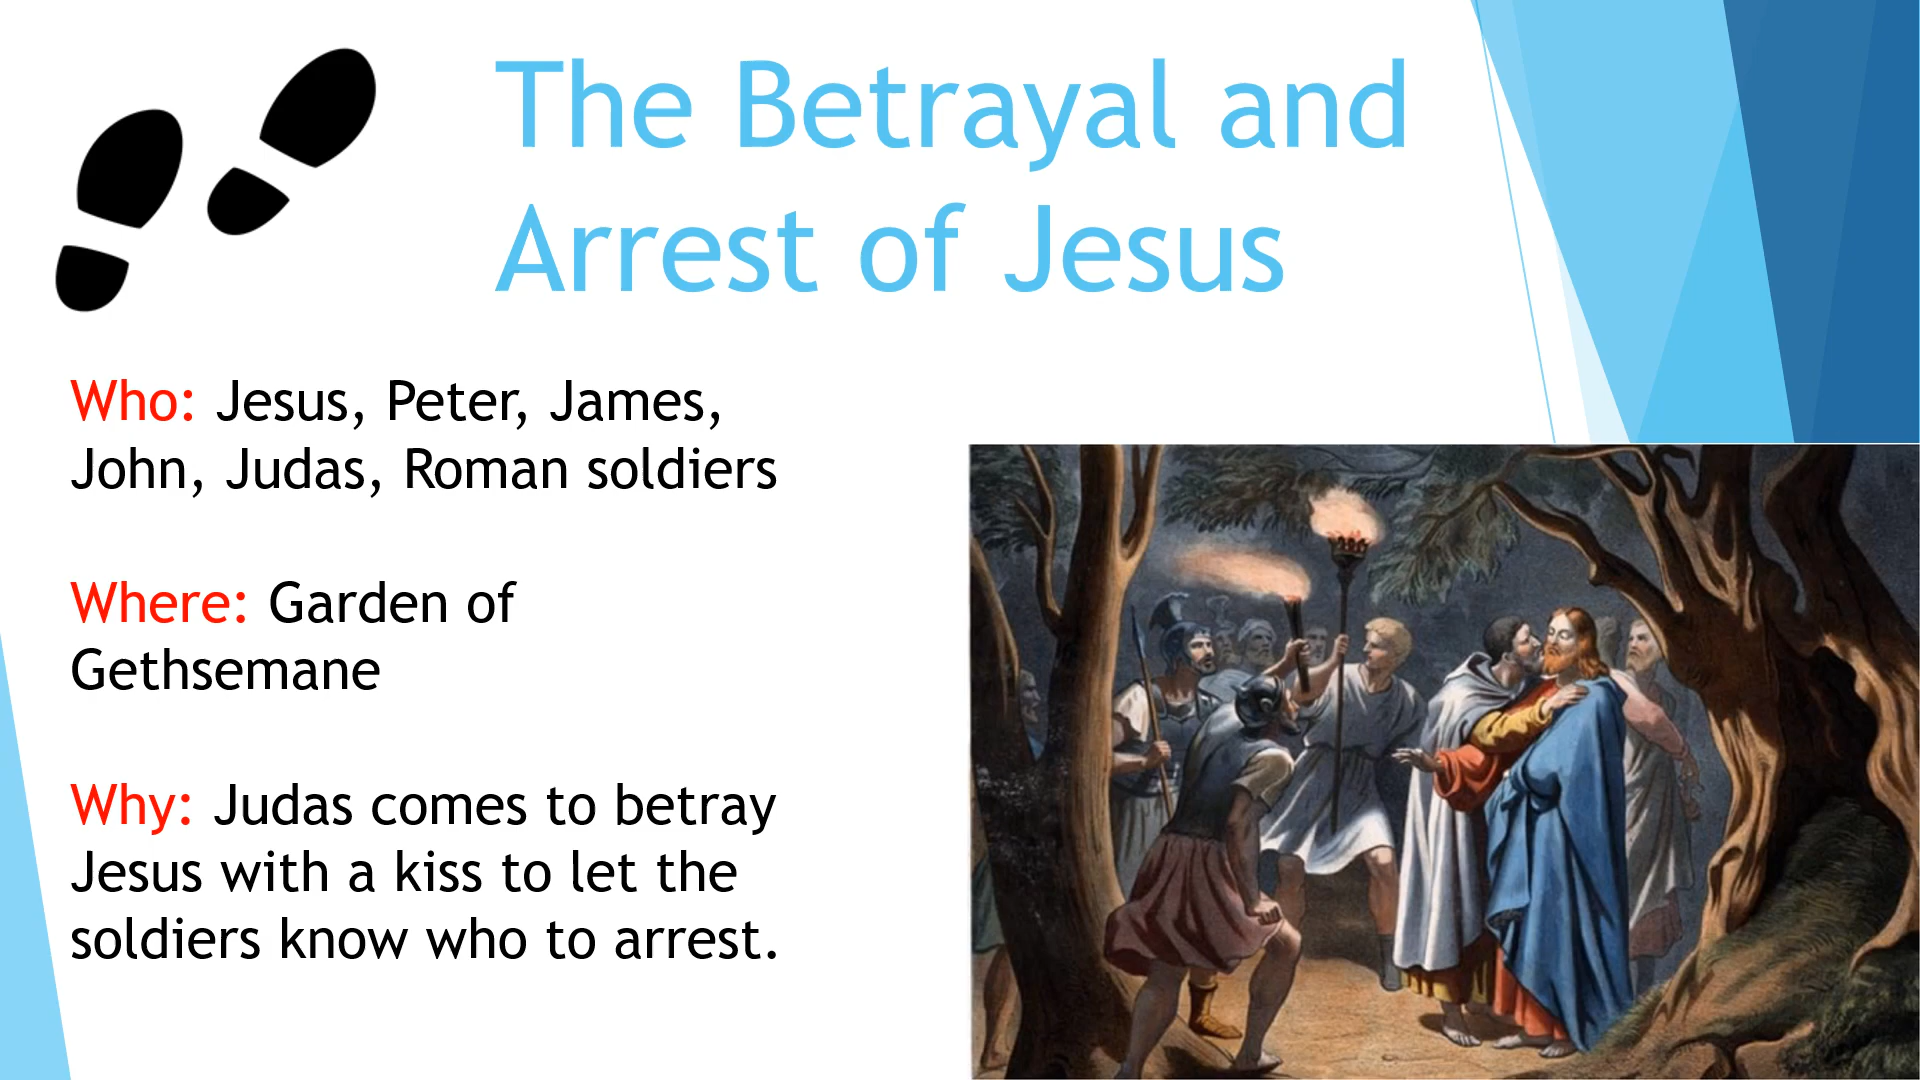 The Betrayal and
Arrest of Jesus
Who: Jesus, Peter, James,
John, Judas, Roman soldiers
Where: Garden of
Gethsemane
Why: Judas comes to betray
Jesus with a kiss to let the
soldiers know who to arrest.